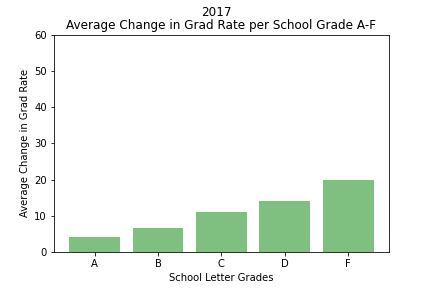 2017
Average Change in Grad Rate per School Grade A-F
60
50
40
30
20
10
0
Average Change in Grad Rate
A B C D F
School Letter Grades